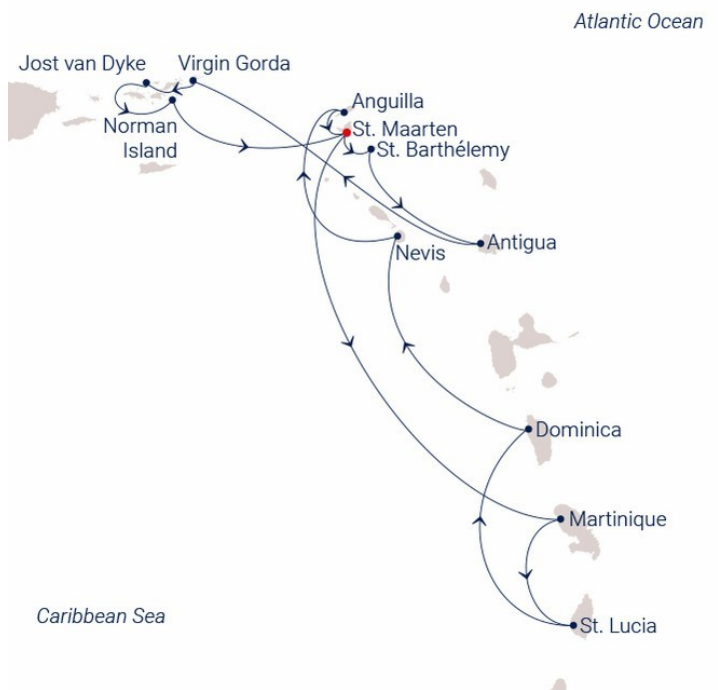 Atlantic Ocean
Jost van Dyke
Virgin Gorda
Anguilla
Norman
Island
St. Maarten
St. Barthélemy
Antigua
Nevis
Dominica
Martinique
Caribbean Sea
St. Lucia